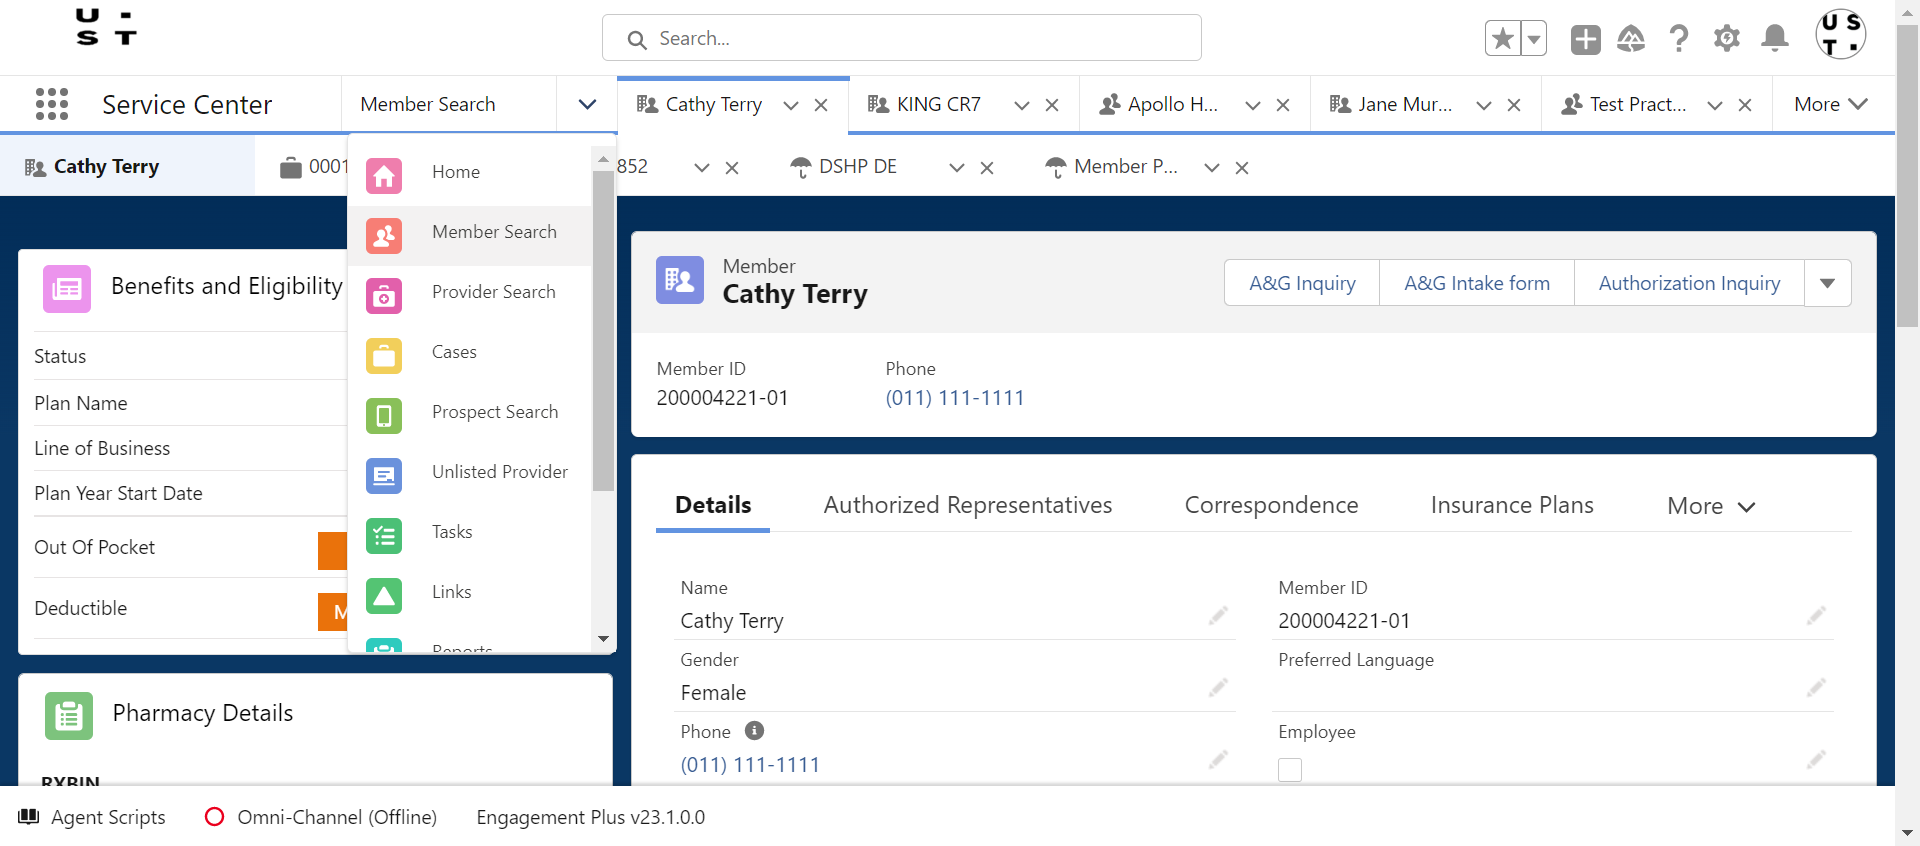 U S T .
Search...
U S T .
Service Center
Member Search
Cathy Terry
KING CR7
Apollo H...
Jane Mur...
Test Pract...
More
Cathy Terry
0001
852
DSHP DE
Member P...
Home
Member Search
Provider Search
Cases
Prospect Search
Unlisted Provider
Tasks
Links
Reports
Benefits and Eligibility
Status
Plan Name
Line of Business
Plan Year Start Date
Out Of Pocket
Deductible
M
Pharmacy Details
RXBIN
Member
Cathy Terry
A&G Inquiry
A&G Intake form
Authorization Inquiry
Member ID
Phone
200004221-01
(011) 111-1111
Details
Authorized Representatives
Correspondence
Insurance Plans
More
Name
Member ID
Cathy Terry
200004221-01
Gender
Preferred Language
Female
Phone
Employee
(011) 111-1111
Agent Scripts
Omni-Channel (Offline)
Engagement Plus v23.1.0.0